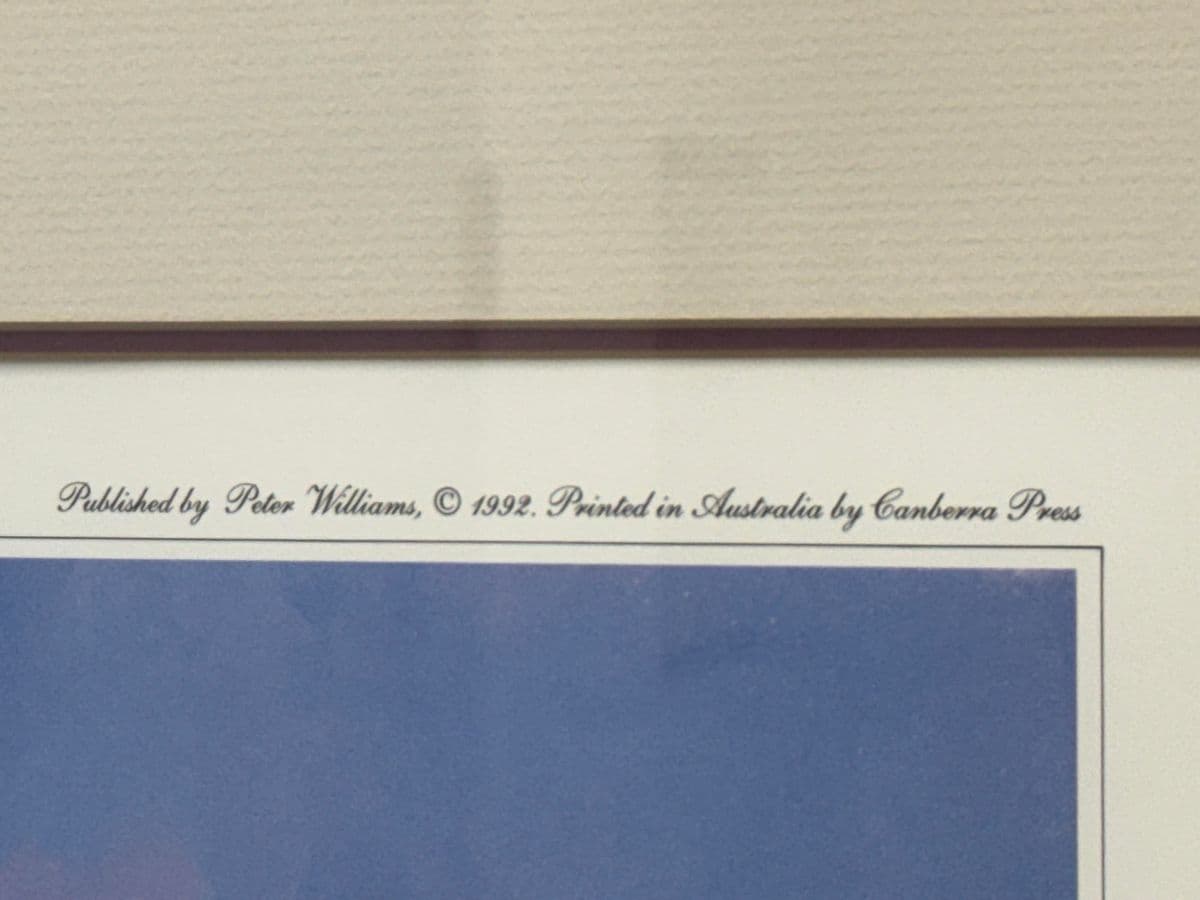 Published by Peter Williams, © 1992. Printed in Australia by Canberra Press